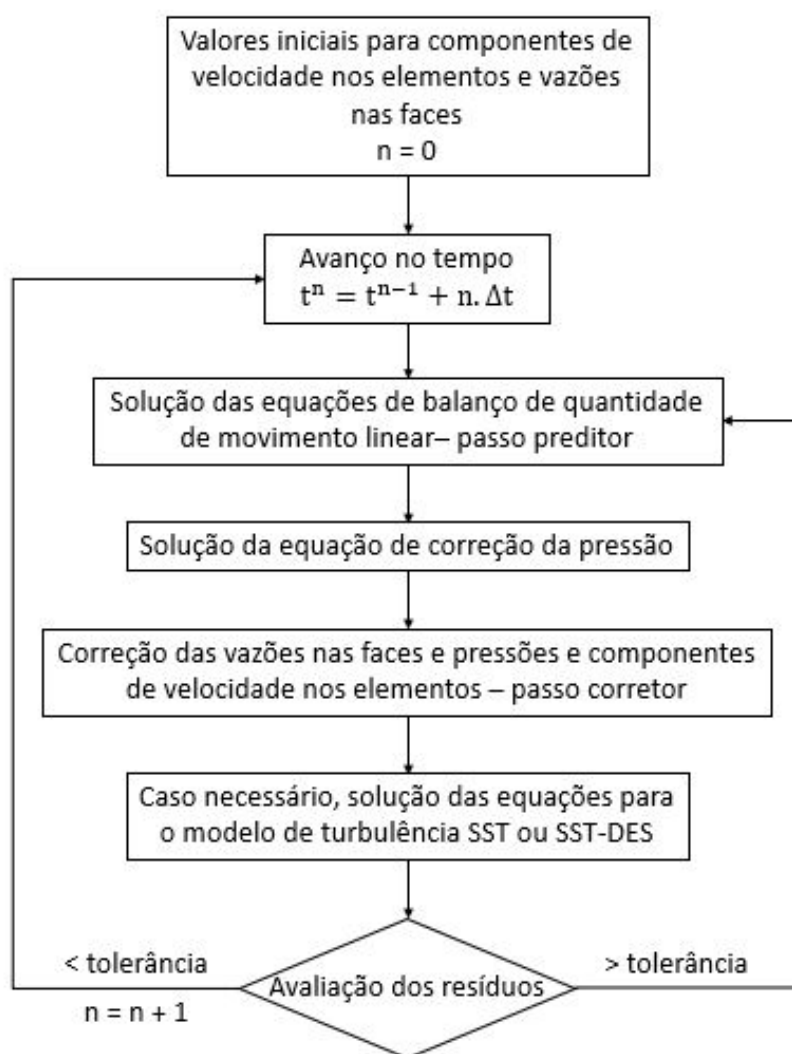 Valores iniciais para componentes de
velocidade nos elementos e vazões
nas faces
n = 0
Avanço no tempo
tⁿ = tⁿ⁻¹ + n. Δt
Solução das equações de balanço de quantidade
de movimento linear– passo preditor
Solução da equação de correção da pressão
Correção das vazões nas faces e pressões e componentes
de velocidade nos elementos – passo corretor
Caso necessário, solução das equações para
o modelo de turbulência SST ou SST-DES
< tolerância
Avaliação dos resíduos
> tolerância
n = n + 1